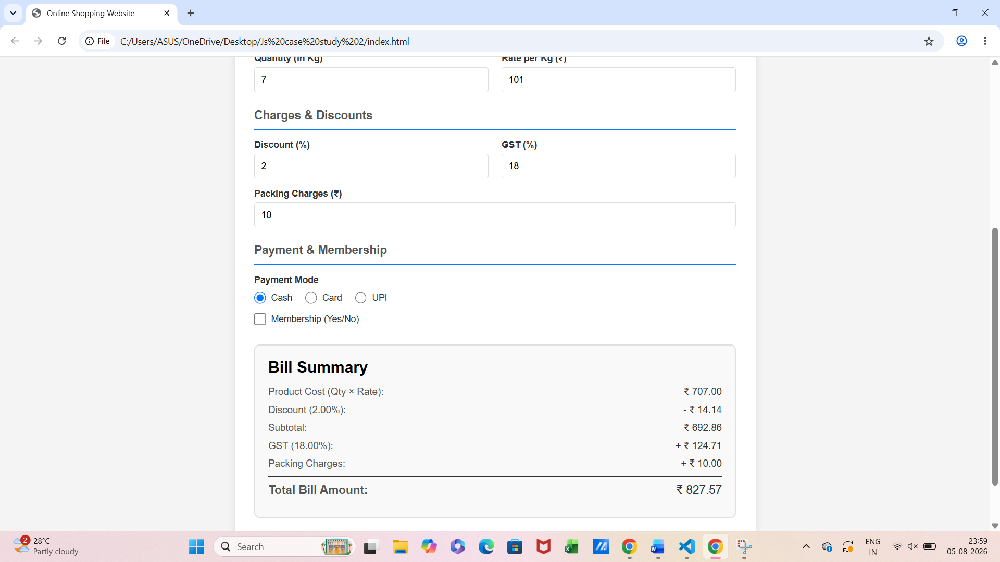 Online Shopping Website
File
C:/Users/ASUS/OneDrive/Desktop/Js%20case%20study%202/index.html
Quantity (in Kg) Rate per Kg (₹)
7 101
Charges & Discounts
Discount (%) GST (%)
2 18
Packing Charges (₹)
10
Payment & Membership
Payment Mode
Cash Card UPI
Membership (Yes/No)
Bill Summary
Product Cost (Qty × Rate): ₹ 707.00
Discount (2.00%): - ₹ 14.14
Subtotal: ₹ 692.86
GST (18.00%): + ₹ 124.71
Packing Charges: + ₹ 10.00
Total Bill Amount: ₹ 827.57
2 28°C
Partly cloudy
Search
ENG
IN
23:59
05-08-2026